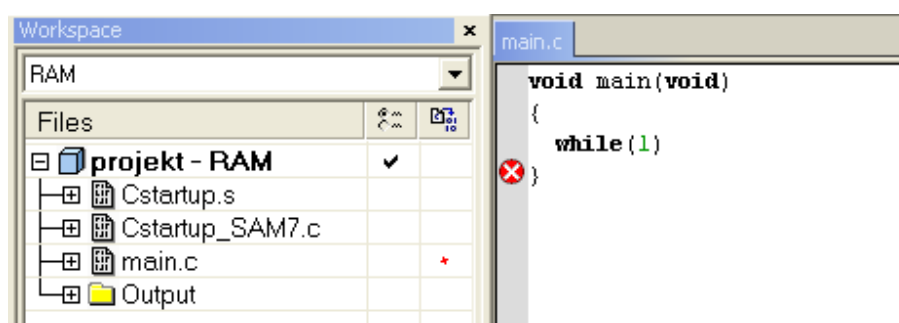 Workspace
RAM
Files
projekt - RAM
Cstartup.s
Cstartup_SAM7.c
main.c
Output
main.c
void main(void)
{
while(1)
}